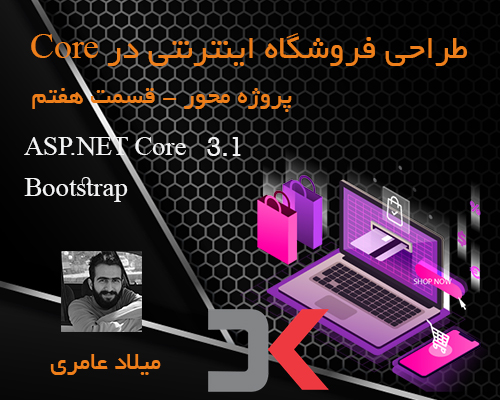 طراحی فروشگاه اینترنتی در Core
پروژه محور - قسمت هفتم
ASP.NET Core 3.1
Bootstrap
SHOP NOW
میلاد عامری